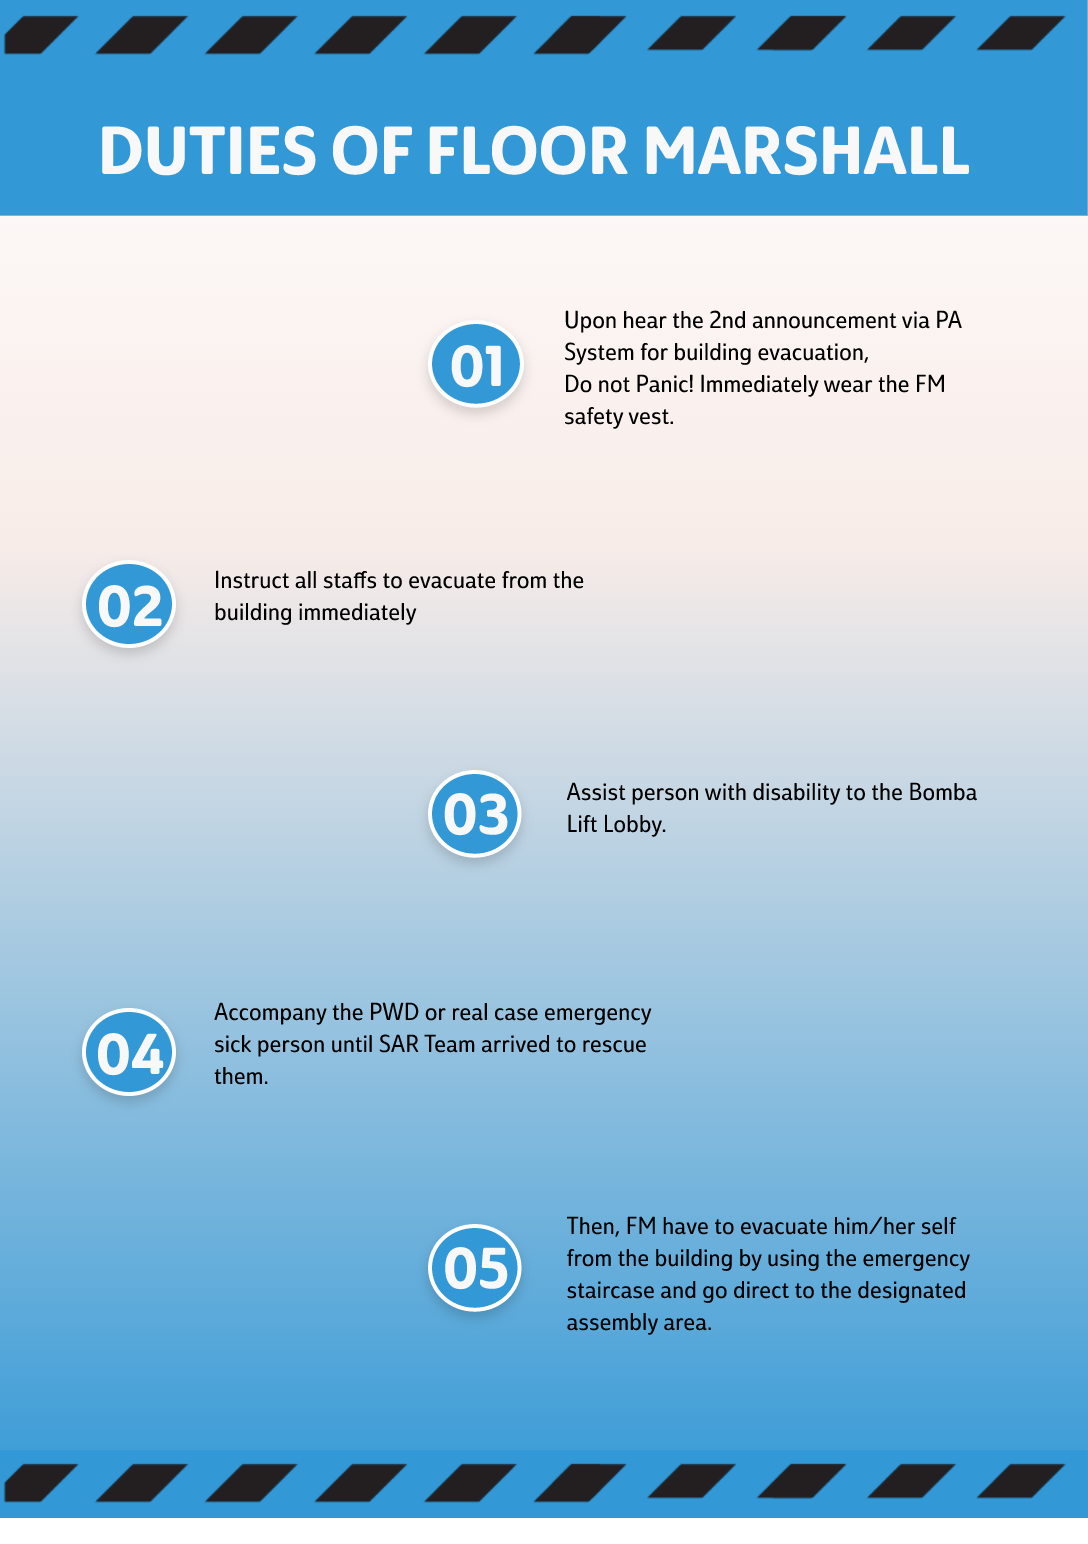 DUTIES OF FLOOR MARSHALL
01
Upon hear the 2nd announcement via PA
System for building evacuation,
Do not Panic! Immediately wear the FM
safety vest.
02
Instruct all staffs to evacuate from the
building immediately
03
Assist person with disability to the Bomba
Lift Lobby.
04
Accompany the PWD or real case emergency
sick person until SAR Team arrived to rescue
them.
05
Then, FM have to evacuate him/her self
from the building by using the emergency
staircase and go direct to the designated
assembly area.